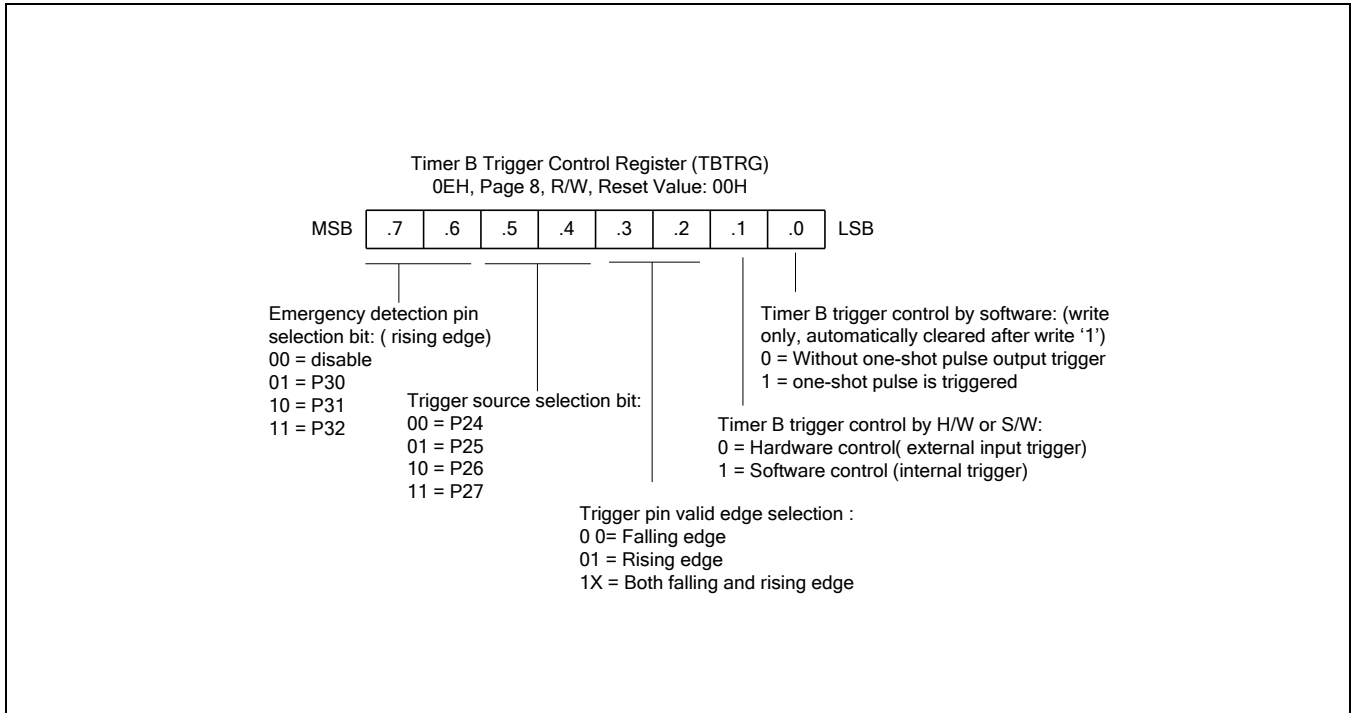 Timer B Trigger Control Register (TBTRG)
0EH, Page 8, R/W, Reset Value: 00H
MSB .7 .6 .5 .4 .3 .2 .1 .0 LSB
Emergency detection pin
selection bit: ( rising edge)
00 = disable
01 = P30
10 = P31
11 = P32
Trigger source selection bit:
00 = P24
01 = P25
10 = P26
11 = P27
Trigger pin valid edge selection :
0 0= Falling edge
01 = Rising edge
1X = Both falling and rising edge
Timer B trigger control by H/W or S/W:
0 = Hardware control( external input trigger)
1 = Software control (internal trigger)
Timer B trigger control by software: (write
only, automatically cleared after write ‘1’)
0 = Without one-shot pulse output trigger
1 = one-shot pulse is triggered